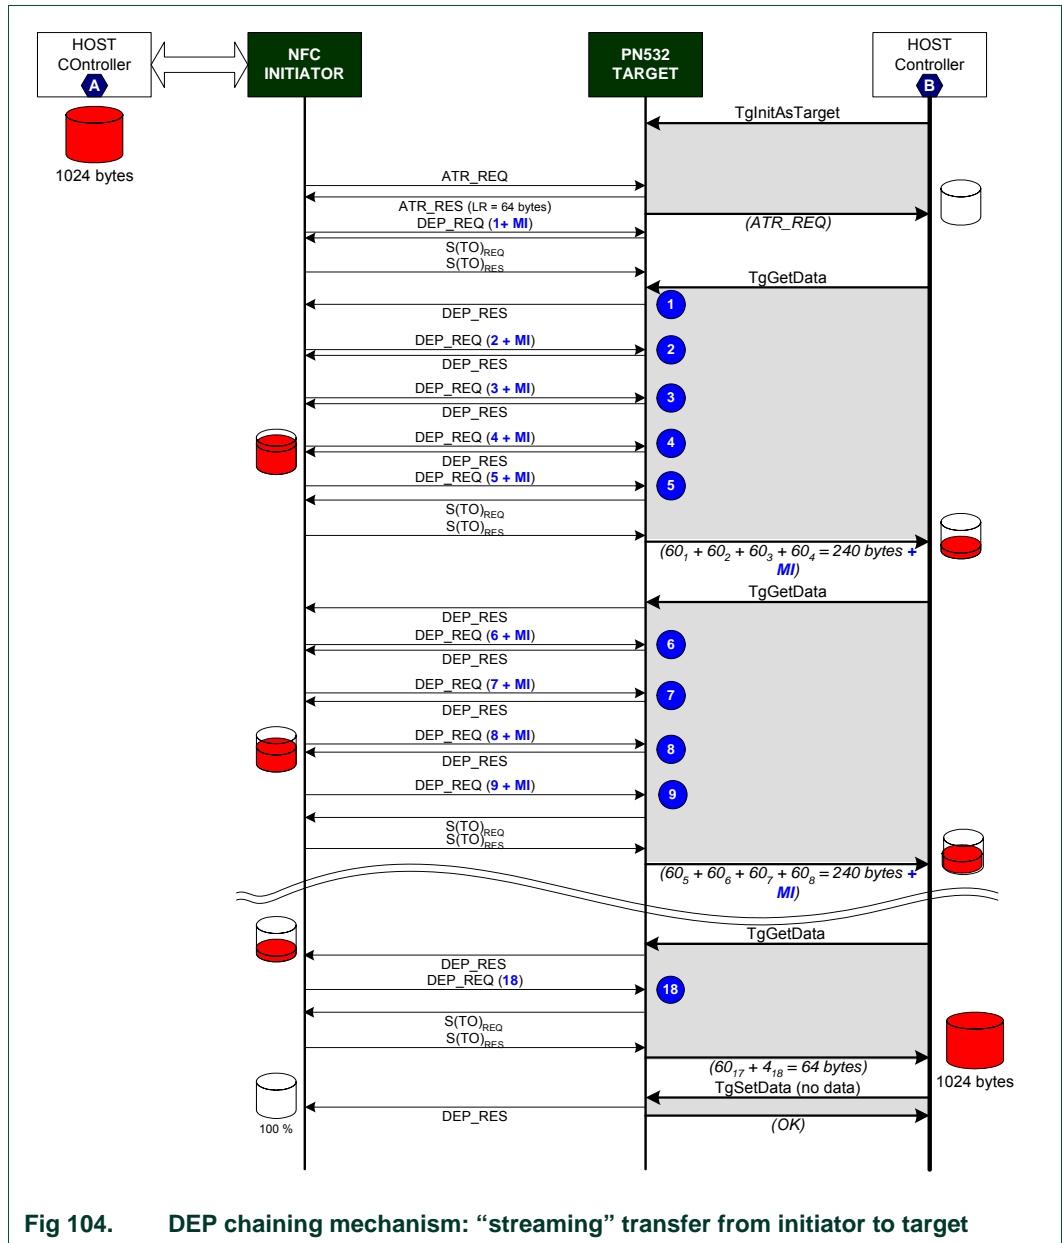 HOST
COntroller
A
NFC
INITIATOR
PN532
TARGET
HOST
Controller
B
1024 bytes
TgInitAsTarget
ATR_REQ
ATR_RES (LR = 64 bytes)
(ATR_REQ)
DEP_REQ (1+ MI)
S(TO)REQ
S(TO)RES
TgGetData
1
DEP_RES
DEP_REQ (2 + MI)
2
DEP_RES
DEP_REQ (3 + MI)
3
DEP_RES
DEP_REQ (4 + MI)
4
DEP_RES
DEP_REQ (5 + MI)
5
S(TO)REQ
S(TO)RES
(60₁ + 60₂ + 60₃ + 60₄ = 240 bytes +
MI)
TgGetData
DEP_RES
DEP_REQ (6 + MI)
6
DEP_RES
DEP_REQ (7 + MI)
7
DEP_RES
DEP_REQ (8 + MI)
8
DEP_RES
DEP_REQ (9 + MI)
9
S(TO)REQ
S(TO)RES
(60₅ + 60₆ + 60₇ + 60₈ = 240 bytes +
MI)
TgGetData
DEP_RES
DEP_REQ (18)
18
S(TO)REQ
S(TO)RES
(60₁₇ + 4₁₈ = 64 bytes)
1024 bytes
TgSetData (no data)
DEP_RES
(OK)
100 %
Fig 104. DEP chaining mechanism: “streaming” transfer from initiator to target